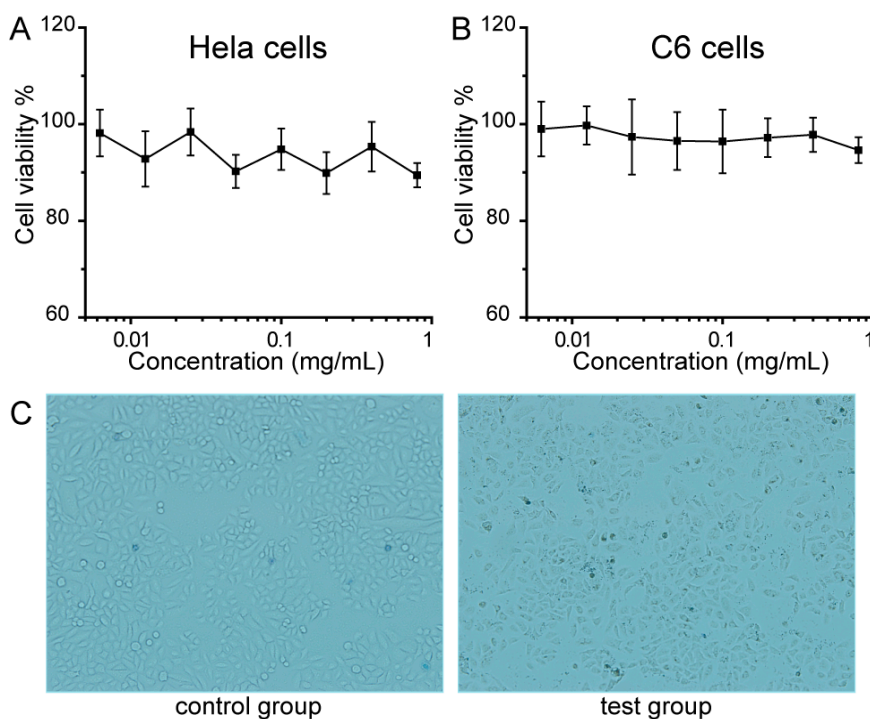 A
Hela cells
120
100
80
60
Cell viability %
0.01
0.1
1
Concentration (mg/mL)
B
C6 cells
120
100
80
60
Cell viability %
0.01
0.1
1
Concentration (mg/mL)
C
control group
test group